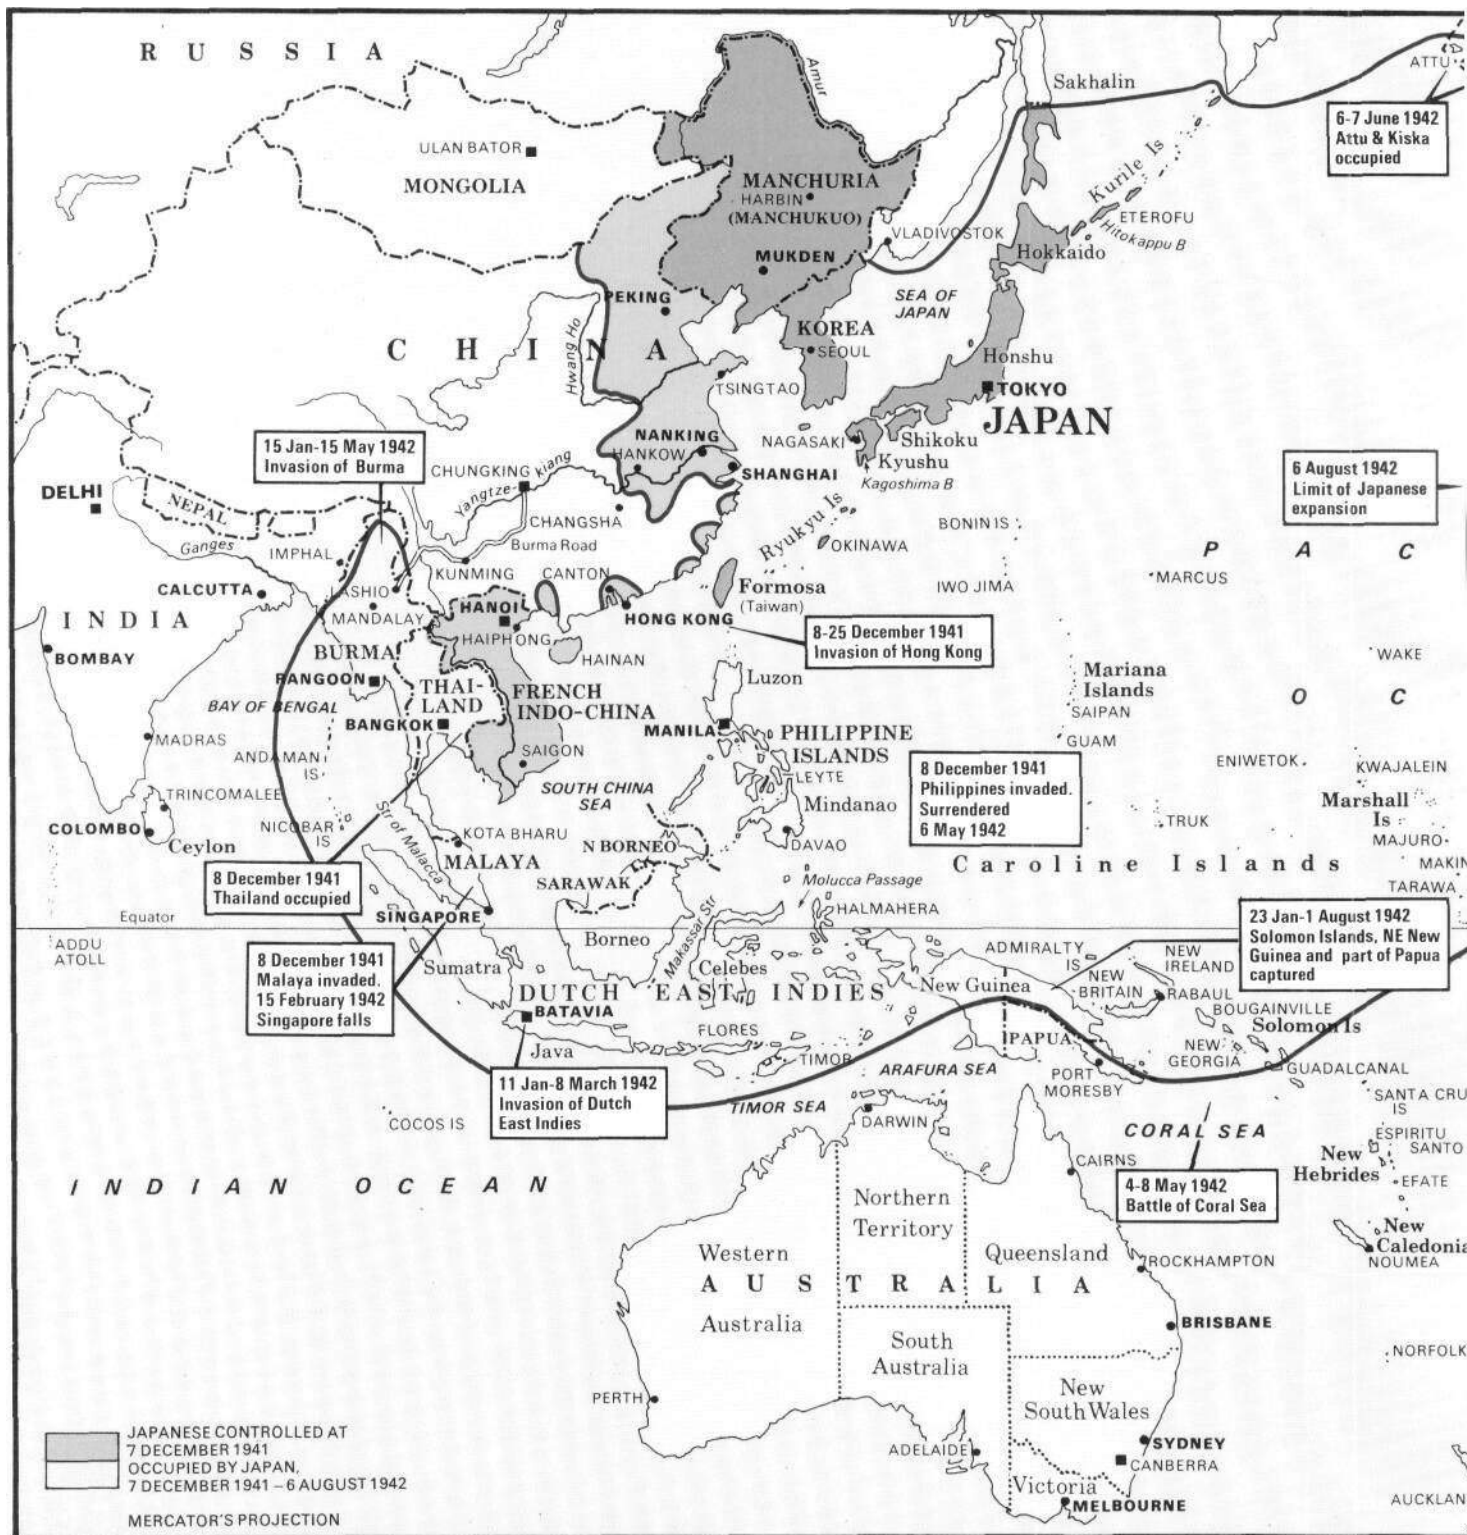 RUSSIA
Amur
Sakhalin
ATTU
6-7 June 1942
Attu & Kiska
occupied
ULAN BATOR
MONGOLIA
MANCHURIA
HARBIN
(MANCHUKUO)
Kurile Is
ETEROFU
Hitokappu B
VLADIVOSTOK
Hokkaido
MUKDEN
SEA OF
JAPAN
PEKING
KOREA
SEOUL
CHINA
Hwang Ho
Honshu
TSINGTAO
TOKYO
JAPAN
15 Jan-15 May 1942
Invasion of Burma
NANKING
HANKOW
NAGASAKI
Shikoku
Kyushu
Kagoshima B
SHANGHAI
CHUNGKING
Yangtze-kiang
6 August 1942
Limit of Japanese
expansion
DELHI
NEPAL
Ganges
CHANGSHA
Burma Road
Ryukyu Is
OKINAWA
BONIN IS
IMPHAL
KUNMING
CANTON
PAC
MARCUS
CALCUTTA
LASHIO
MANDALAY
HANOI
HAIPHONG
HONG KONG
Formosa
(Taiwan)
IWO JIMA
INDIA
8-25 December 1941
Invasion of Hong Kong
BOMBAY
BURMA
HAINAN
RANGOON
THAI-
LAND
FRENCH
INDO-CHINA
Luzon
Mariana
Islands
SAIPAN
WAKE
OC
BAY OF BENGAL
BANGKOK
MANILA
PHILIPPINE
ISLANDS
GUAM
MADRAS
ANDAMAN
IS
SAIGON
SOUTH CHINA
SEA
LEYTE
Mindanao
8 December 1941
Philippines invaded.
Surrendered
6 May 1942
ENIWETOK
KWAJALEIN
Marshall
Is
TRINCOMALEE
COLOMBO
Ceylon
NICOBAR
IS
Str of Malacca
KOTA BHARU
N BORNEO
DAVAO
TRUK
MAJURO
MALAYA
Caroline Islands
MAKIN
TARAWA
8 December 1941
Thailand occupied
SARAWAK
Molucca Passage
HALMAHERA
Equator
SINGAPORE
Makassar Str
23 Jan-1 August 1942
Solomon Islands, NE New
Guinea and part of Papua
captured
ADDU
ATOLL
8 December 1941
Malaya invaded.
15 February 1942
Singapore falls
Sumatra
Borneo
Celebes
ADMIRALTY
IS
NEW
IRELAND
New Guinea
NEW
BRITAIN
RABAUL
DUTCH EAST INDIES
BATAVIA
BOUGAINVILLE
Solomon Is
Java
FLORES
TIMOR
PAPUA
NEW
GEORGIA
GUADALCANAL
ARAFURA SEA
PORT
MORESBY
11 Jan-8 March 1942
Invasion of Dutch
East Indies
TIMOR SEA
SANTA CRU
IS
COCOS IS
DARWIN
CORAL SEA
ESPIRITU
SANTO
New
Hebrides
EFATE
CAIRNS
4-8 May 1942
Battle of Coral Sea
INDIAN OCEAN
Northern
Territory
New
Caledonia
NOUMEA
Western
Australia
Queensland
ROCKHAMPTON
AUSTRALIA
South
Australia
BRISBANE
NORFOLK
PERTH
New
South Wales
SYDNEY
CANBERRA
ADELAIDE
Victoria
MELBOURNE
AUCKLAN
JAPANESE CONTROLLED AT
7 DECEMBER 1941
OCCUPIED BY JAPAN,
7 DECEMBER 1941 – 6 AUGUST 1942
MERCATOR'S PROJECTION